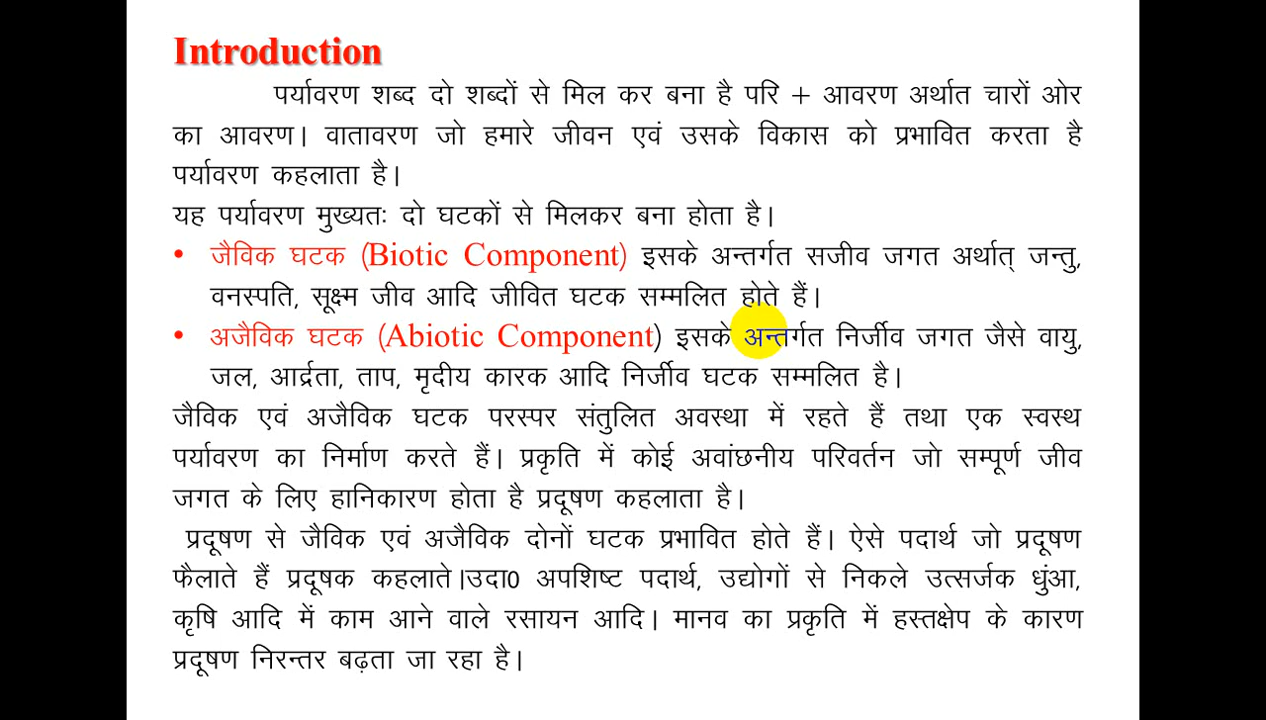 Introduction
पर्यावरण शब्द दो शब्दों से मिल कर बना है परि + आवरण अर्थात चारों ओर
का आवरण। वातावरण जो हमारे जीवन एवं उसके विकास को प्रभावित करता है
पर्यावरण कहलाता है।
यह पर्यावरण मुख्यतः दो घटकों से मिलकर बना होता है।
• जैविक घटक (Biotic Component) इसके अन्तर्गत सजीव जगत अर्थात् जन्तु,
वनस्पति, सूक्ष्म जीव आदि जीवित घटक सम्मलित होते हैं।
• अजैविक घटक (Abiotic Component) इसके अन्तर्गत निर्जीव जगत जैसे वायु,
जल, आर्द्रता, ताप, मृदीय कारक आदि निर्जीव घटक सम्मलित है।
जैविक एवं अजैविक घटक परस्पर संतुलित अवस्था में रहते हैं तथा एक स्वस्थ
पर्यावरण का निर्माण करते हैं। प्रकृति में कोई अवांछनीय परिवर्तन जो सम्पूर्ण जीव
जगत के लिए हानिकारण होता है प्रदूषण कहलाता है।
प्रदूषण से जैविक एवं अजैविक दोनों घटक प्रभावित होते हैं। ऐसे पदार्थ जो प्रदूषण
फैलाते हैं प्रदूषक कहलाते।उदा0 अपशिष्ट पदार्थ, उद्योगों से निकले उत्सर्जक धुंआ,
कृषि आदि में काम आने वाले रसायन आदि। मानव का प्रकृति में हस्तक्षेप के कारण
प्रदूषण निरन्तर बढ़ता जा रहा है।